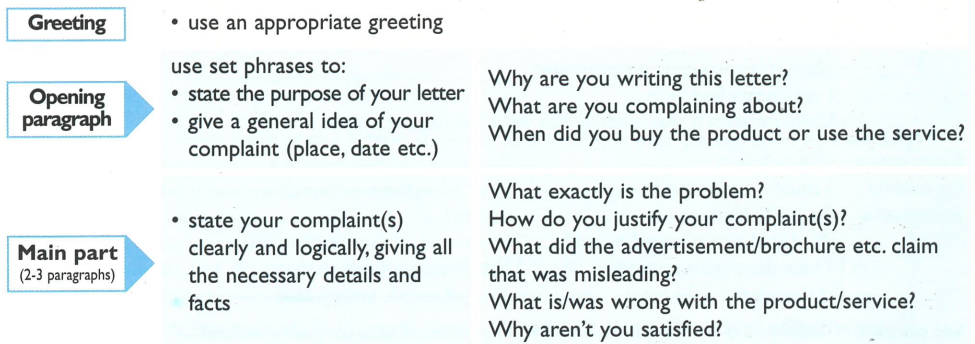 Greeting
• use an appropriate greeting
Opening
paragraph
use set phrases to:
• state the purpose of your letter
• give a general idea of your
complaint (place, date etc.)
Why are you writing this letter?
What are you complaining about?
When did you buy the product or use the service?
Main part
(2-3 paragraphs)
• state your complaint(s)
clearly and logically, giving all
the necessary details and
facts
What exactly is the problem?
How do you justify your complaint(s)?
What did the advertisement/brochure etc. claim
that was misleading?
What is/was wrong with the product/service?
Why aren't you satisfied?